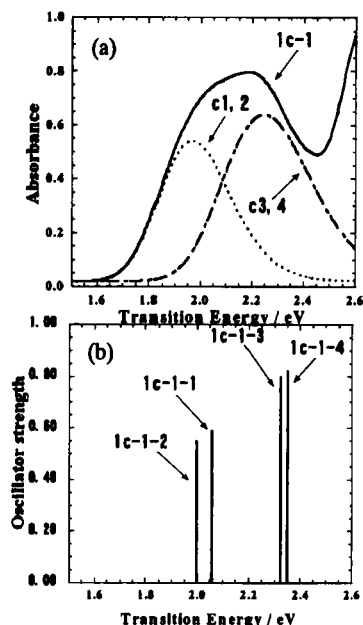 (a)
1c-1
c1, 2
c3, 4
Absorbance
1.0
0.8
0.6
0.4
0.2
0.0
1.6 1.8 2.0 2.2 2.4 2.6
Transition Energy / eV
(b)
1c-1-3
1c-1-4
1c-1-1
1c-1-2
Oscillator strength
1.00
0.80
0.60
0.40
0.20
0.00
1.6 1.8 2.0 2.2 2.4 2.6
Transition Energy / eV